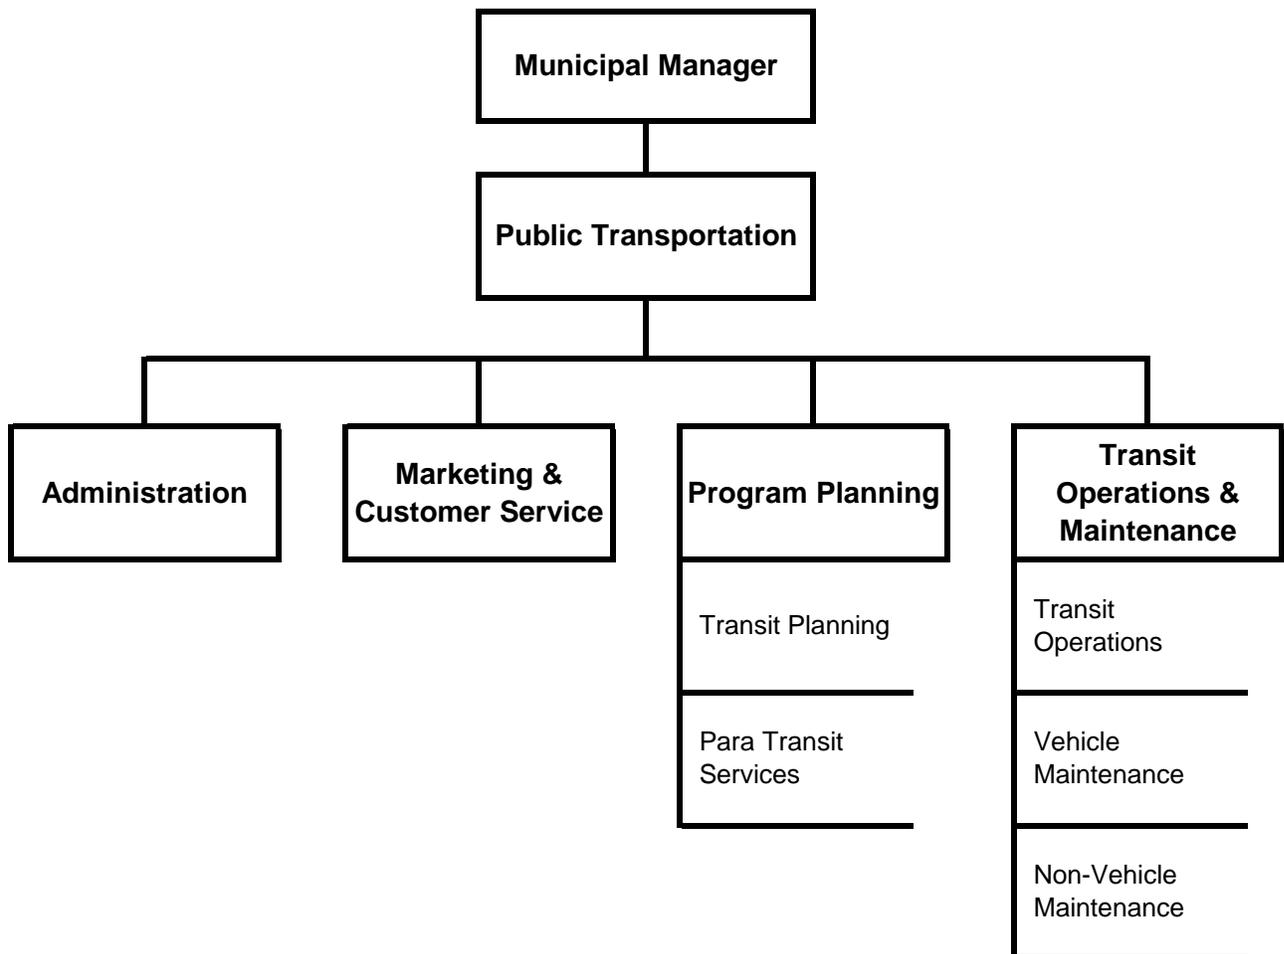 Municipal Manager
Public Transportation
Administration
Marketing &
Customer Service
Program Planning
Transit
Operations &
Maintenance
Transit Planning
Para Transit
Services
Transit
Operations
Vehicle
Maintenance
Non-Vehicle
Maintenance